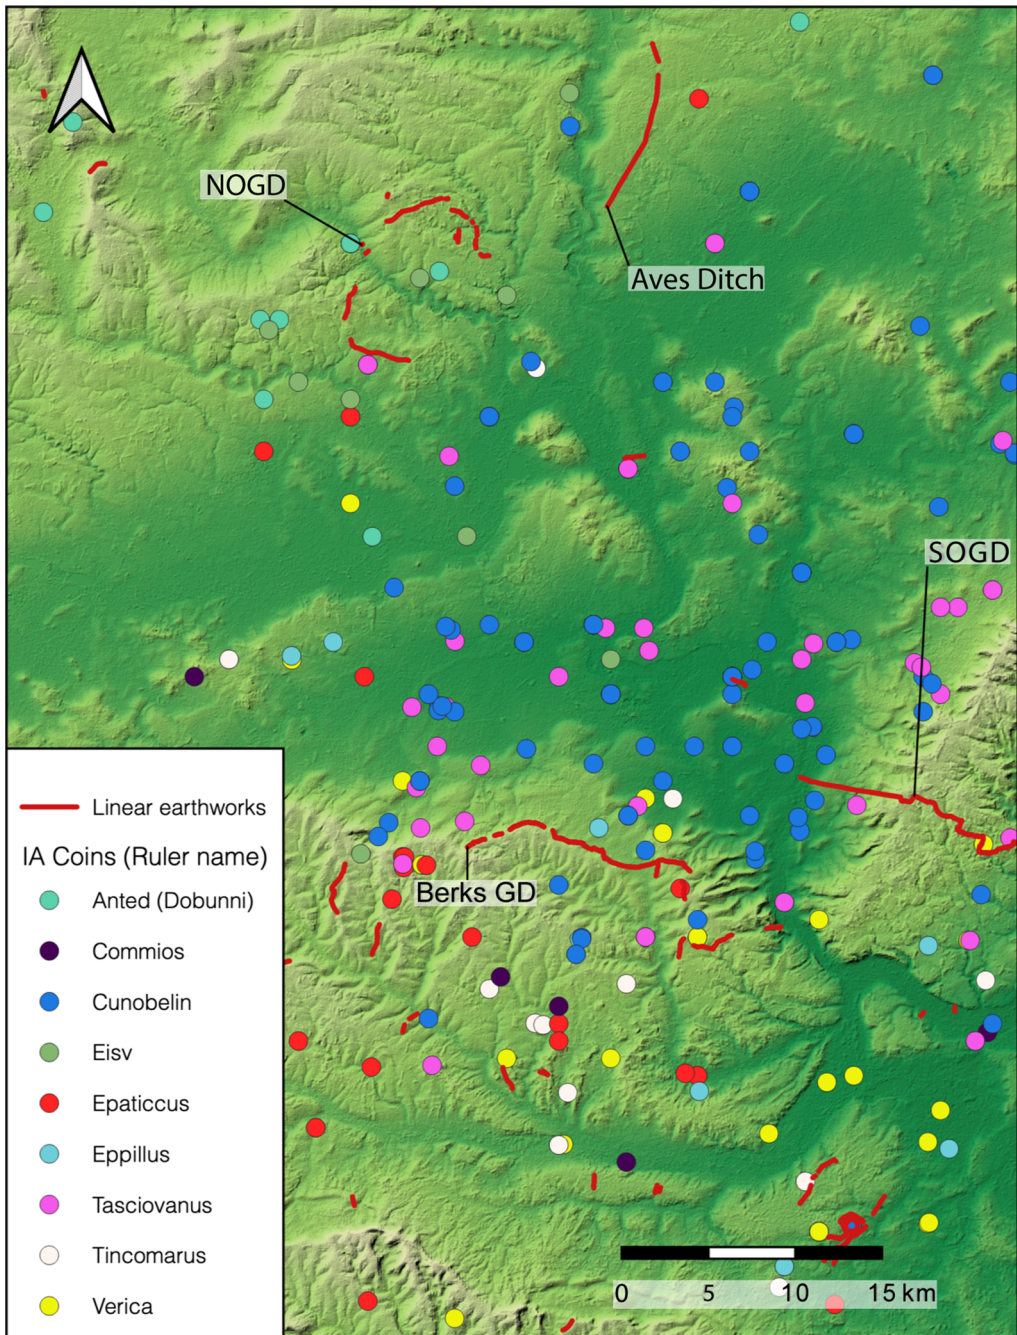 NOGD
Aves Ditch
SOGD
Berks GD
Linear earthworks
IA Coins (Ruler name)
Anted (Dobunni)
Commios
Cunobelin
Eisv
Epaticcus
Eppillus
Tasciovanus
Tincomarus
Verica
0 5 10 15 km